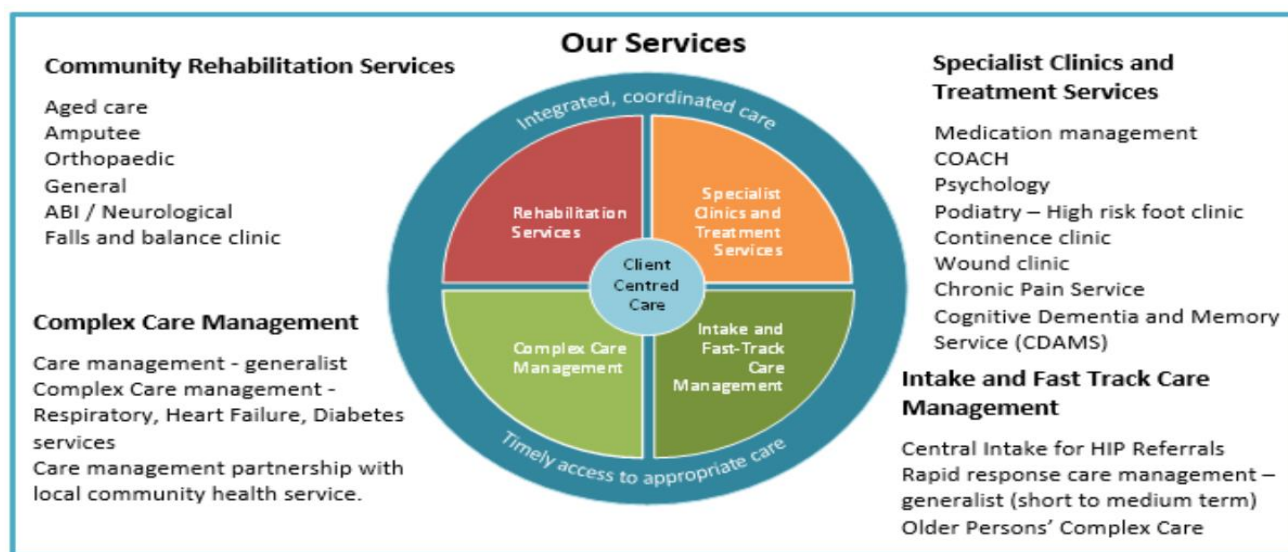 Our Services
Community Rehabilitation Services
Aged care
Amputee
Orthopaedic
General
ABI / Neurological
Falls and balance clinic
Complex Care Management
Care management - generalist
Complex Care management -
Respiratory, Heart Failure, Diabetes
services
Care management partnership with
local community health service.
Integrated, coordinated care
Rehabilitation
Services
Specialist
Clinics and
Treatment
Services
Client
Centred
Care
Complex Care
Management
Intake and
Fast-Track
Care
Management
Timely access to appropriate care
Specialist Clinics and
Treatment Services
Medication management
COACH
Psychology
Podiatry – High risk foot clinic
Continence clinic
Wound clinic
Chronic Pain Service
Cognitive Dementia and Memory
Service (CDAMS)
Intake and Fast Track Care
Management
Central Intake for HIP Referrals
Rapid response care management –
generalist (short to medium term)
Older Persons’ Complex Care